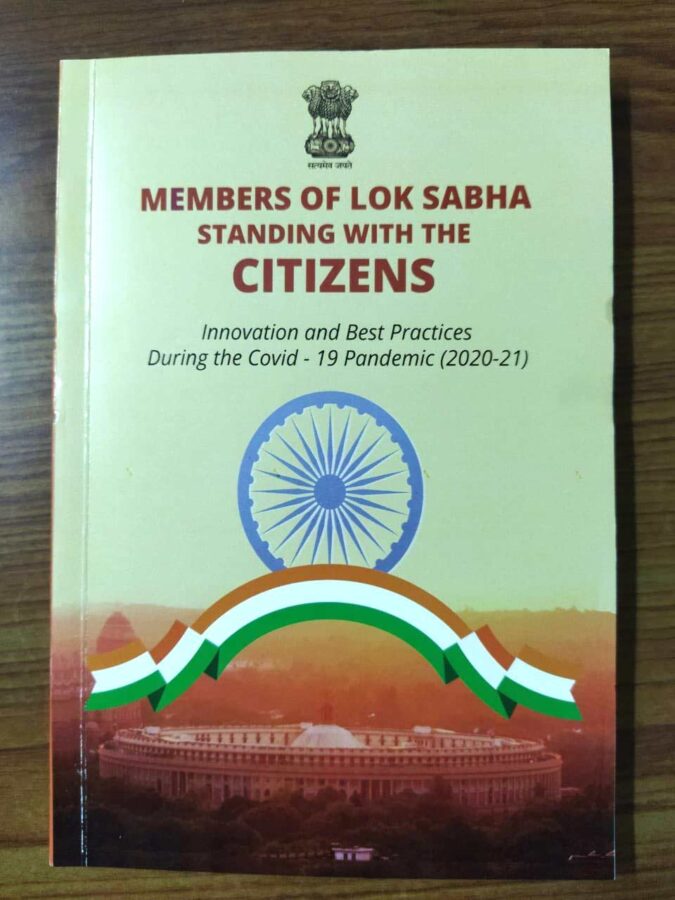 सत्यमेव जयते
MEMBERS OF LOK SABHA
STANDING WITH THE
CITIZENS
Innovation and Best Practices
During the Covid - 19 Pandemic (2020-21)